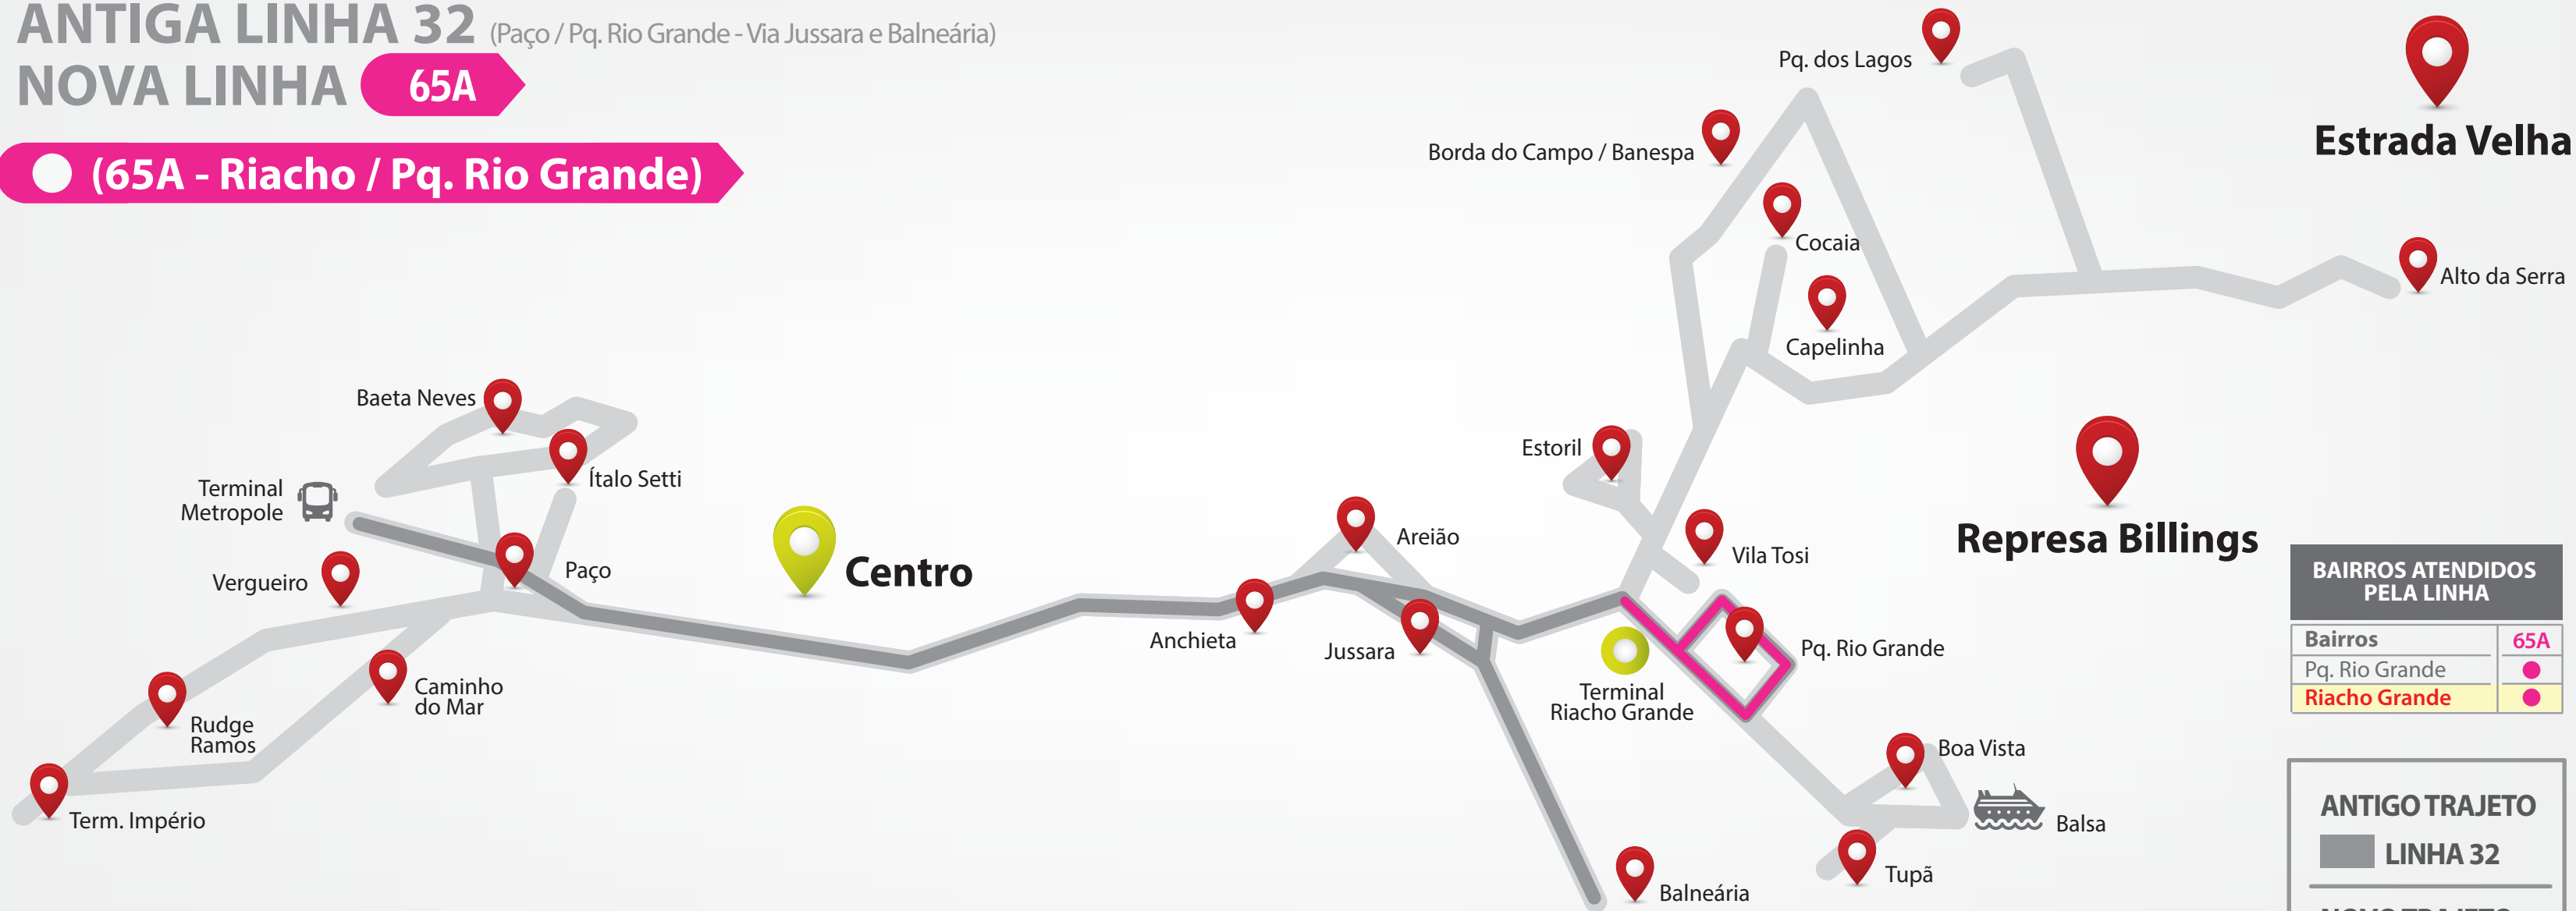 ANTIGA LINHA 32 (Paço / Pq. Rio Grande - Via Jussara e Balneária)
NOVA LINHA 65A
(65A - Riacho / Pq. Rio Grande)
Pq. dos Lagos
Estrada Velha
Borda do Campo / Banespa
Cocaia
Alto da Serra
Capelinha
Baeta Neves
Estoril
Ítalo Setti
Terminal
Metropole
Areião
Represa Billings
Vila Tosi
Centro
Paço
Vergueiro
Anchieta
Jussara
Pq. Rio Grande
Terminal
Riacho Grande
Caminho
do Mar
Rudge
Ramos
Term. Império
Boa Vista
Balsa
Tupã
Balneária
BAIRROS ATENDIDOS
PELA LINHA
Bairros 65A
Pq. Rio Grande
Riacho Grande
ANTIGO TRAJETO
LINHA 32
NOVO TRAJETO